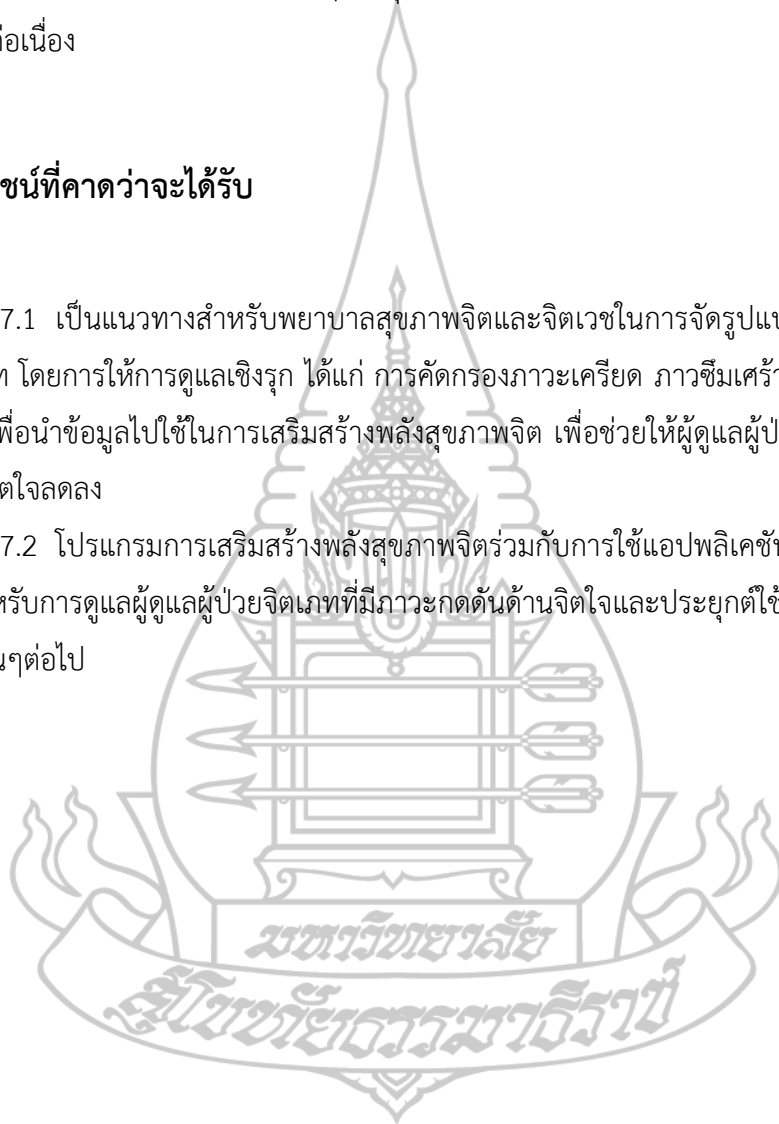 ต่อเนื่อง
ชน์ที่คาดว่าจะได้รับ
7.1 เป็นแนวทางสำหรับพยาบาลสุขภาพจิตและจิตเวชในการจัดรูปแบ
ท โดยการให้การดูแลเชิงรุก ได้แก่ การคัดกรองภาวะเครียด ภาวซึมเศร้า
พื่อนำข้อมูลไปใช้ในการเสริมสร้างพลังสุขภาพจิต เพื่อช่วยให้ผู้ดูแลผู้ป่
ตใจลดลง
7.2 โปรแกรมการเสริมสร้างพลังสุขภาพจิตร่วมกับการใช้แอปพลิเคชัน
หรับการดูแลผู้ดูแลผู้ป่วยจิตเภทที่มีภาวะกดดันด้านจิตใจและประยุกต์ใช้
นๆต่อไป
มหาวิทยาลัย
สุโขทัยธรรมาธิราช